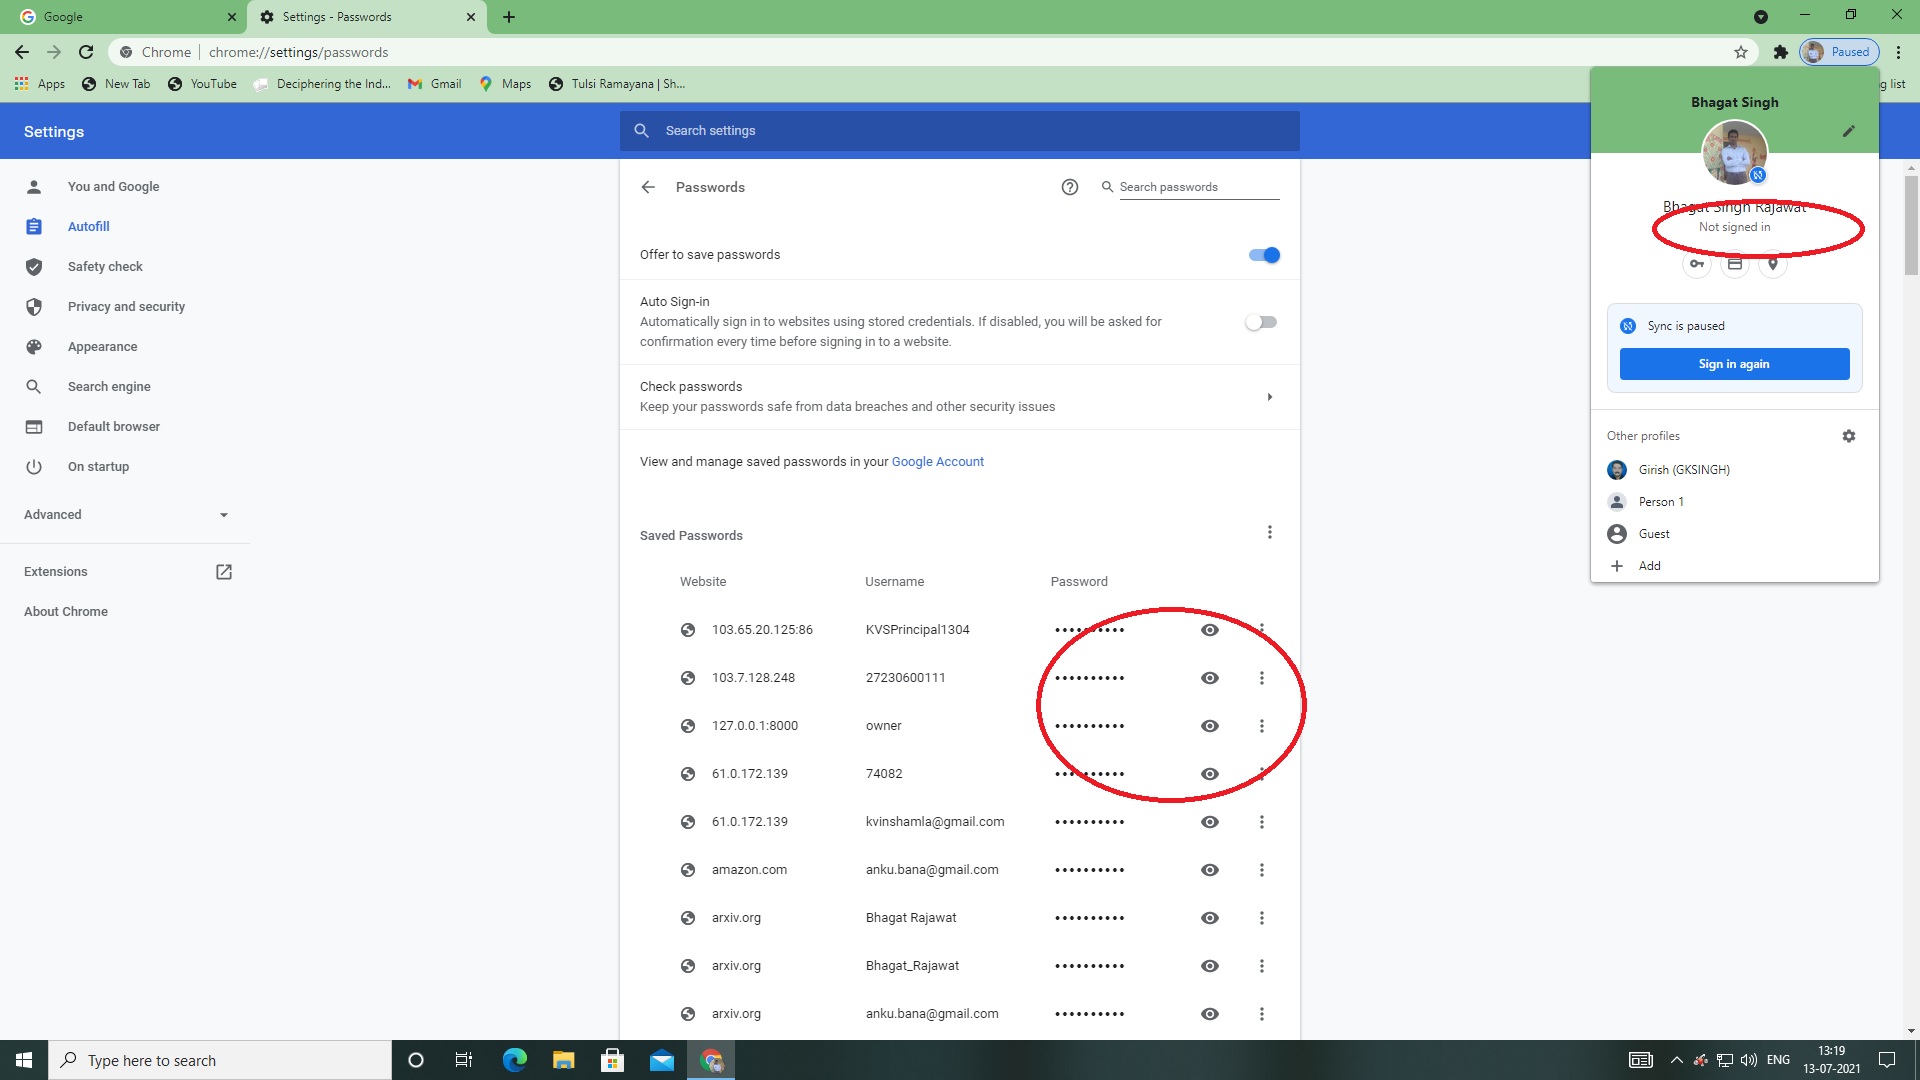 Google
Settings - Passwords
Chrome
chrome://settings/passwords
Paused
Apps
New Tab
YouTube
Deciphering the Ind...
Gmail
Maps
Tulsi Ramayana | Sh...
g list
Settings
Search settings
You and Google
Autofill
Safety check
Privacy and security
Appearance
Search engine
Default browser
On startup
Advanced
Extensions
About Chrome
Passwords
Search passwords
Offer to save passwords
Auto Sign-in
Automatically sign in to websites using stored credentials. If disabled, you will be asked for
confirmation every time before signing in to a website.
Check passwords
Keep your passwords safe from data breaches and other security issues
View and manage saved passwords in your Google Account
Saved Passwords
Website Username Password
103.65.20.125:86 KVSPrincipal1304 ••••••••••
103.7.128.248 27230600111 ••••••••••
127.0.0.1:8000 owner ••••••••••
61.0.172.139 74082 ••••••••••
61.0.172.139 kvinshamla@gmail.com ••••••••••
amazon.com anku.bana@gmail.com ••••••••••
arxiv.org Bhagat Rajawat ••••••••••
arxiv.org Bhagat_Rajawat ••••••••••
arxiv.org anku.bana@gmail.com ••••••••••
Bhagat Singh
Bhagat Singh Rajawat
Not signed in
Sync is paused
Sign in again
Other profiles
Girish (GKSINGH)
Person 1
Guest
Add
Type here to search
ENG
13:19
13-07-2021